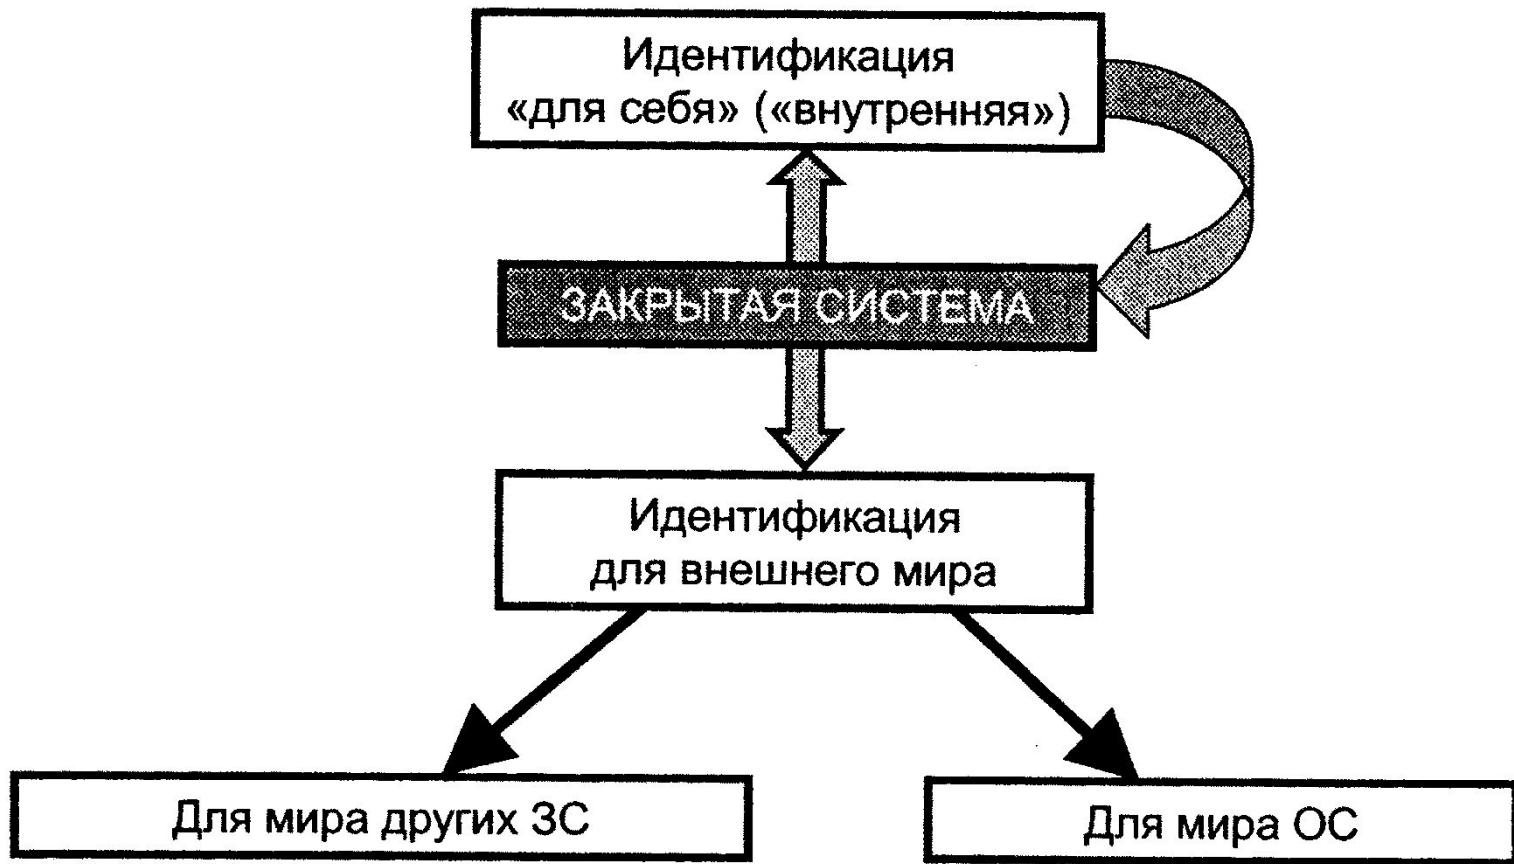 Идентификация
«для себя» («внутренняя»)
ЗАКРЫТАЯ СИСТЕМА
Идентификация
для внешнего мира
Для мира других ЗС
Для мира ОС